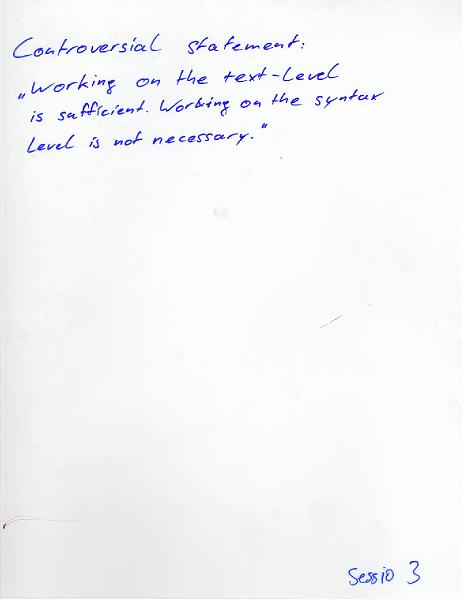 Controversial statement:
„Working on the text-level
is sufficient. Working on the syntax
level is not necessary."
Sessio 3